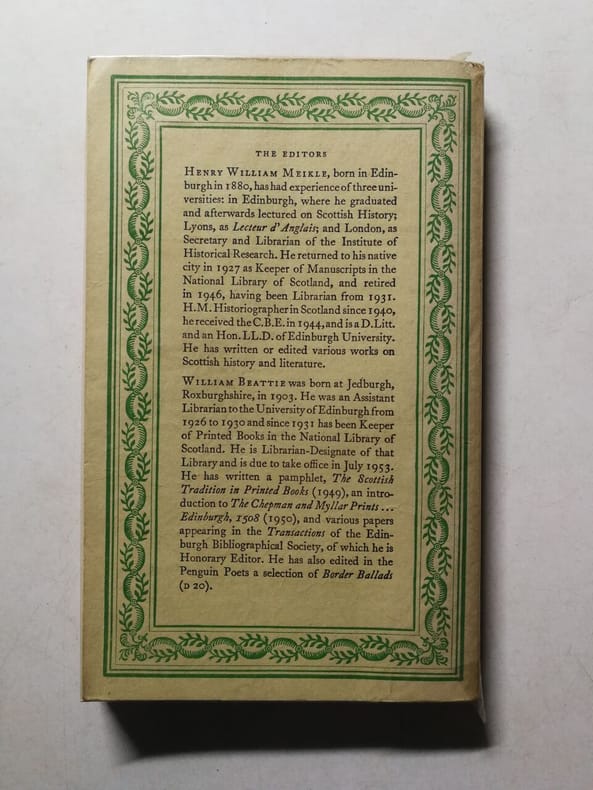 THE EDITORS
HENRY WILLIAM MEIKLE, born in Edin-
burgh in 1880, has had experience of three uni-
versities: in Edinburgh, where he graduated
and afterwards lectured on Scottish History;
Lyons, as Lecteur d'Anglais; and London, as
Secretary and Librarian of the Institute of
Historical Research. He returned to his native
city in 1927 as Keeper of Manuscripts in the
National Library of Scotland, and retired
in 1946, having been Librarian from 1931.
H.M. Historiographer in Scotland since 1940,
he received the C.B.E. in 1944, and is a D.Litt.
and an Hon. LL.D. of Edinburgh University.
He has written or edited various works on
Scottish history and literature.
WILLIAM BEATTIE was born at Jedburgh,
Roxburghshire, in 1903. He was an Assistant
Librarian to the University of Edinburgh from
1926 to 1930 and since 1931 has been Keeper
of Printed Books in the National Library of
Scotland. He is Librarian-Designate of that
Library and is due to take office in July 1953.
He has written a pamphlet, The Scottish
Tradition in Printed Books (1949), an intro-
duction to The Chepman and Myllar Prints ...
Edinburgh, 1508 (1950), and various papers
appearing in the Transactions of the Edin-
burgh Bibliographical Society, of which he is
Honorary Editor. He has also edited in the
Penguin Poets a selection of Border Ballads
(D 20).